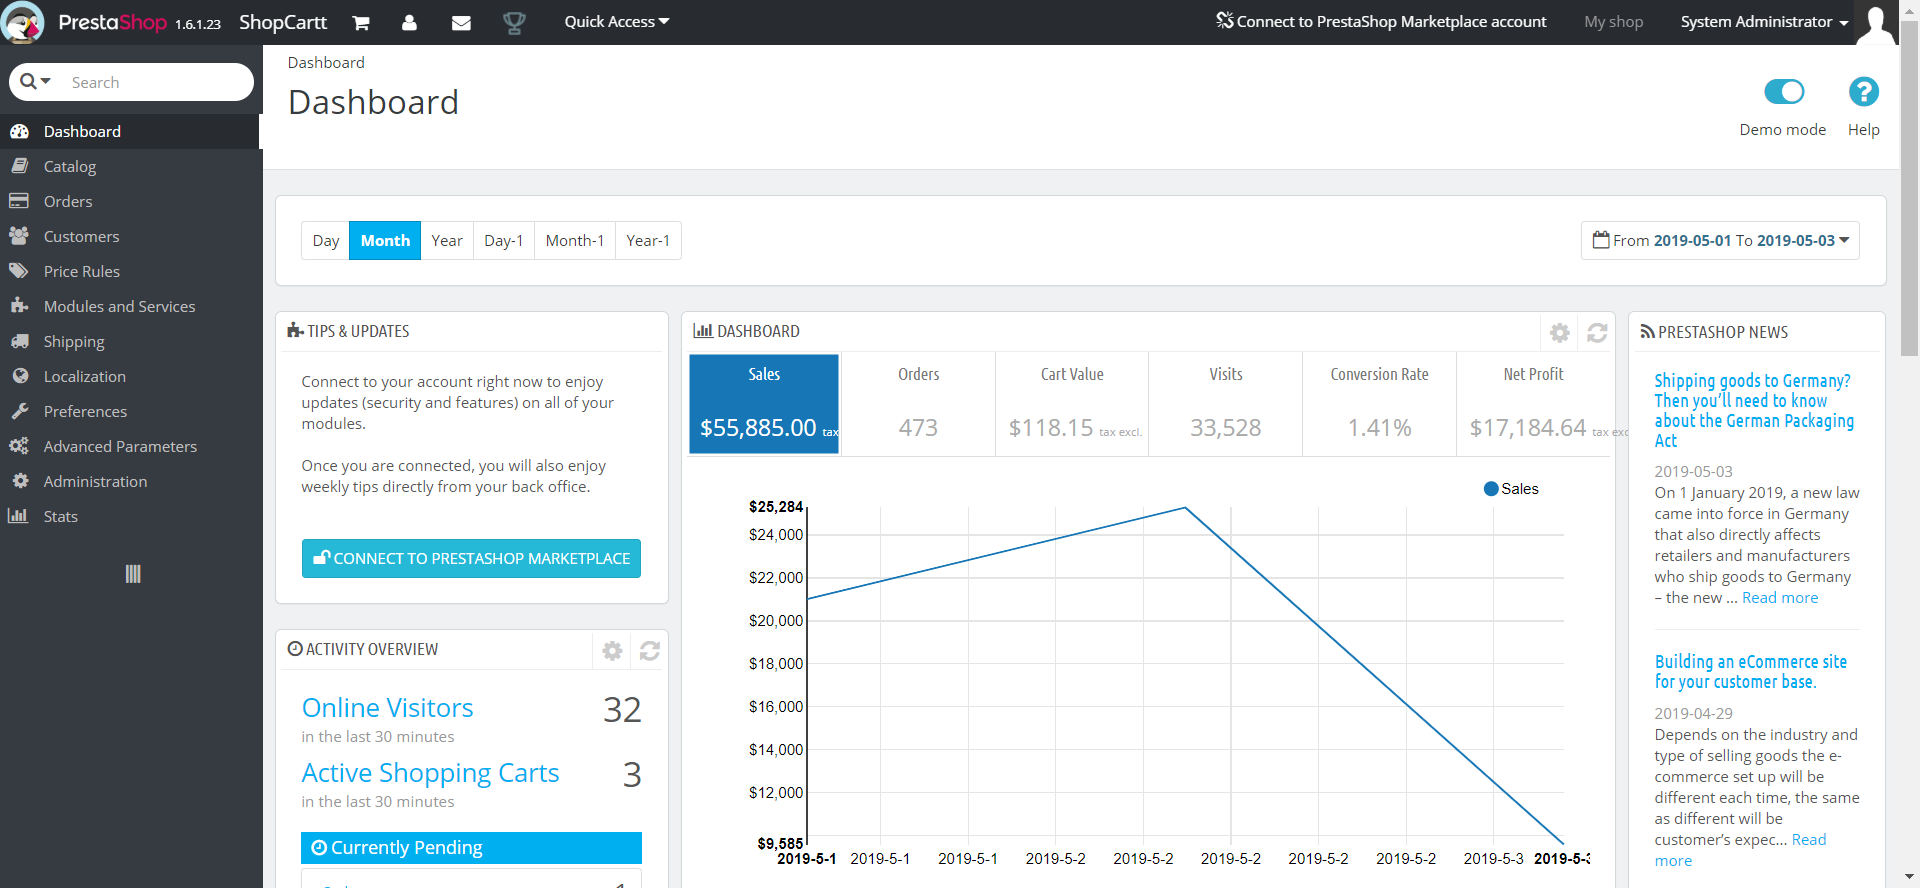 PrestaShop 1.6.1.23 ShopCartt Quick Access Connect to PrestaShop Marketplace account My shop System Administrator
Search
Dashboard
Catalog
Orders
Customers
Price Rules
Modules and Services
Shipping
Localization
Preferences
Advanced Parameters
Administration
Stats
Dashboard
Dashboard
Demo mode
Help
Day Month Year Day-1 Month-1 Year-1
From 2019-05-01 To 2019-05-03
TIPS & UPDATES
Connect to your account right now to enjoy
updates (security and features) on all of your
modules.
Once you are connected, you will also enjoy
weekly tips directly from your back office.
CONNECT TO PRESTASHOP MARKETPLACE
ACTIVITY OVERVIEW
Online Visitors 32
in the last 30 minutes
Active Shopping Carts 3
in the last 30 minutes
Currently Pending
DASHBOARD
Sales
$55,885.00 tax
Orders
473
Cart Value
$118.15 tax excl.
Visits
33,528
Conversion Rate
1.41%
Net Profit
$17,184.64 tax exc
Sales
$25,284
$24,000
$22,000
$20,000
$18,000
$16,000
$14,000
$12,000
$9,585
2019-5-1 2019-5-1 2019-5-1 2019-5-2 2019-5-2 2019-5-2 2019-5-2 2019-5-2 2019-5-3 2019-5-3
PRESTASHOP NEWS
Shipping goods to Germany?
Then you’ll need to know
about the German Packaging
Act
2019-05-03
On 1 January 2019, a new law
came into force in Germany
that also directly affects
retailers and manufacturers
who ship goods to Germany
– the new ... Read more
Building an eCommerce site
for your customer base.
2019-04-29
Depends on the industry and
type of selling goods the e-
commerce set up will be
different each time, the same
as different will be
customer’s expec... Read
more